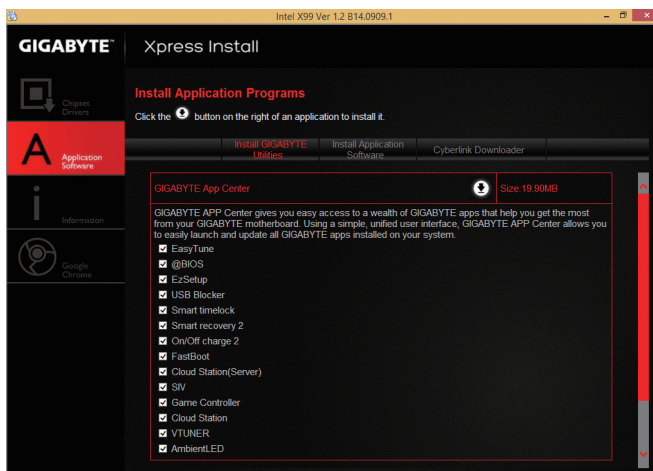 Intel X99 Ver 1.2 B14.0909.1
GIGABYTE™
Xpress Install
Chipset
Drivers
Application
Software
Information
Google
Chrome
Install Application Programs
Click the button on the right of an application to install it.
Install GIGABYTE
Utilities
Install Application
Software
Cyberlink Downloader
GIGABYTE App Center
Size:19.90MB
GIGABYTE APP Center gives you easy access to a wealth of GIGABYTE apps that help you get the most
from your GIGABYTE motherboard. Using a simple, unified user interface, GIGABYTE APP Center allows you
to easily launch and update all GIGABYTE apps installed on your system.
EasyTune
@BIOS
EzSetup
USB Blocker
Smart timelock
Smart recovery 2
On/Off charge 2
FastBoot
Cloud Station(Server)
SIV
Game Controller
Cloud Station
VTUNER
AmbientLED